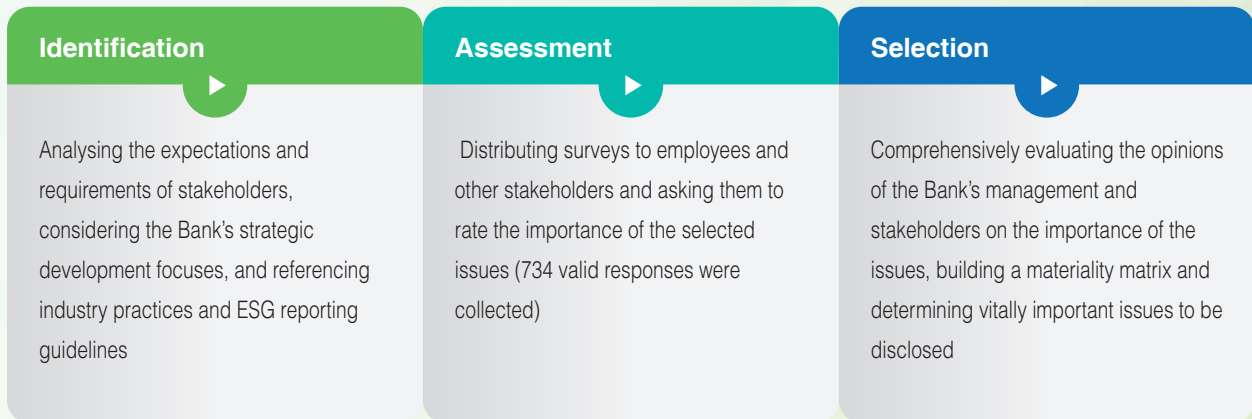 Identification
Analysing the expectations and
requirements of stakeholders,
considering the Bank's strategic
development focuses, and referencing
industry practices and ESG reporting
guidelines
Assessment
Distributing surveys to employees and
other stakeholders and asking them to
rate the importance of the selected
issues (734 valid responses were
collected)
Selection
Comprehensively evaluating the opinions
of the Bank's management and
stakeholders on the importance of the
issues, building a materiality matrix and
determining vitally important issues to be
disclosed